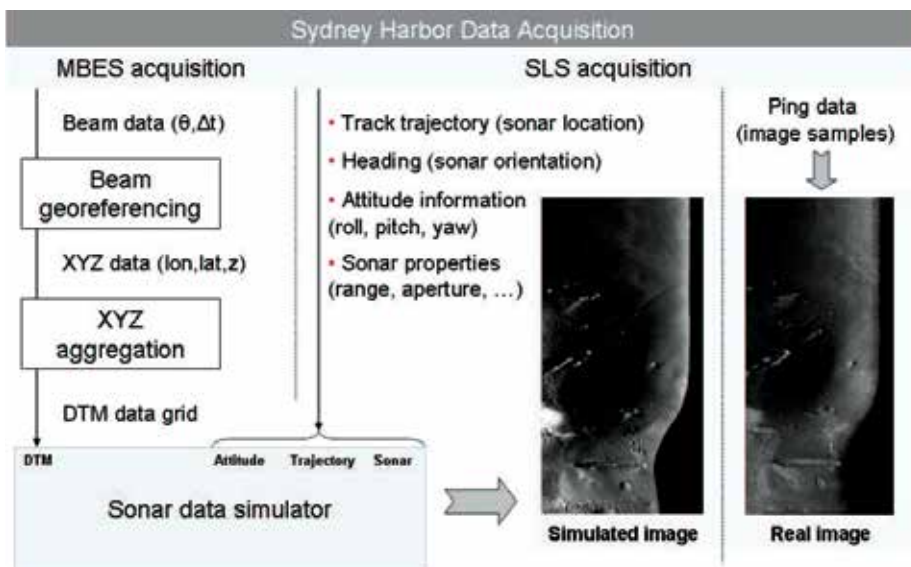 Sydney Harbor Data Acquisition
MBES acquisition
SLS acquisition
Beam data (θ,Δt)
Beam
georeferencing
XYZ data (lon,lat,z)
XYZ
aggregation
DTM data grid
• Track trajectory (sonar location)
• Heading (sonar orientation)
• Attitude information
(roll, pitch, yaw)
• Sonar properties
(range, aperture, …)
Ping data
(image samples)
DTM
Attitude
Trajectory
Sonar
Sonar data simulator
Simulated image
Real image